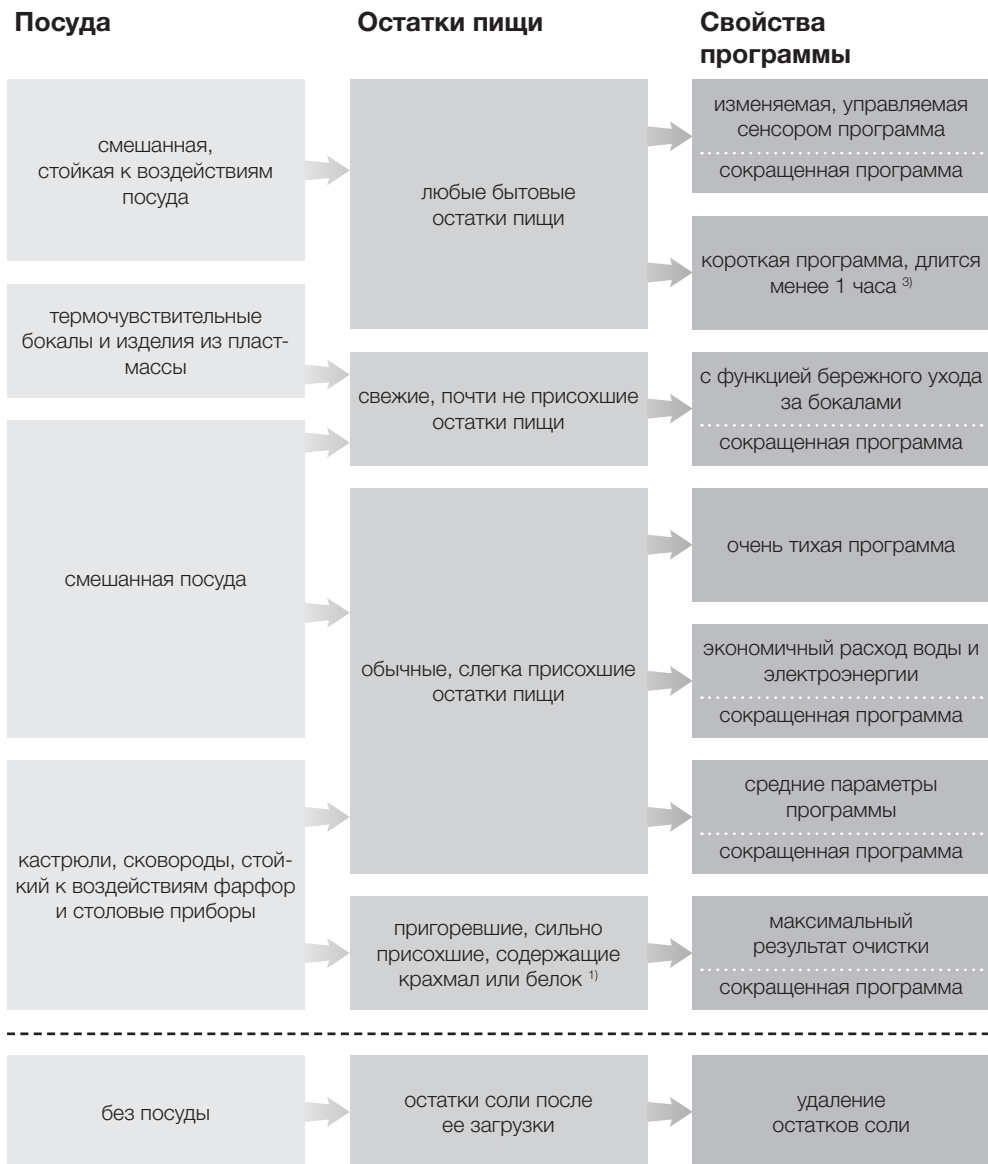 Посуда
Остатки пищи
Свойства
программы
смешанная,
стойкая к воздействиям
посуда
любые бытовые
остатки пищи
изменяемая, управляемая
сенсором программа
сокращенная программа
короткая программа, длится
менее 1 часа 3)
термочувствительные
бокалы и изделия из пласт-
массы
свежие, почти не присохшие
остатки пищи
с функцией бережного ухода
за бокалами
сокращенная программа
смешанная посуда
обычные, слегка присохшие
остатки пищи
очень тихая программа
экономичный расход воды и
электроэнергии
сокращенная программа
средние параметры
программы
сокращенная программа
кастрюли, сковороды, стой-
кий к воздействиям фарфор
и столовые приборы
пригоревшие, сильно
присохшие, содержащие
крахмал или белок 1)
максимальный
результат очистки
сокращенная программа
без посуды
остатки соли после
ее загрузки
удаление
остатков соли